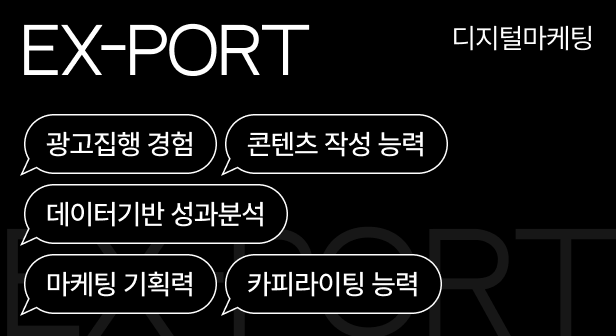 EX-PORT
디지털마케팅
광고집행 경험
콘텐츠 작성 능력
데이터기반 성과분석
마케팅 기획력
카피라이팅 능력
EX-PORT